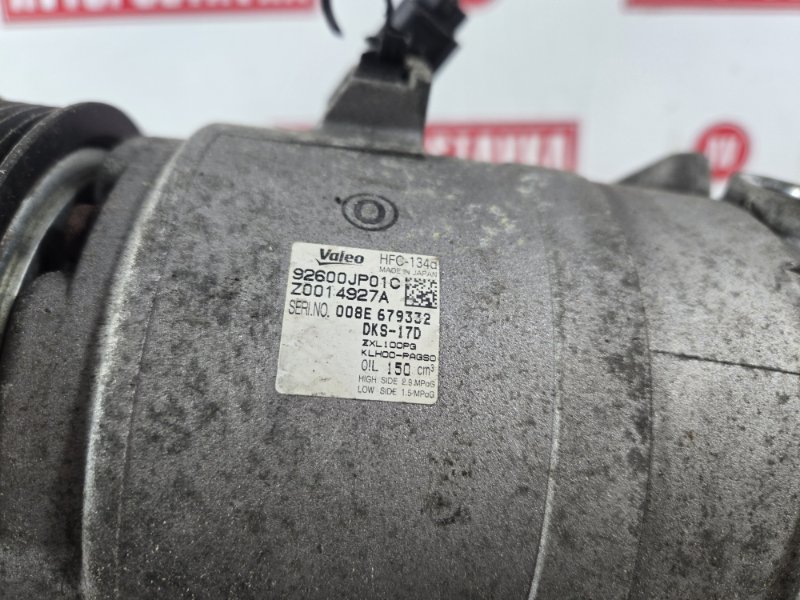 Valeo HFC-134a
MADE IN JAPAN
92600JP01C
Z0014927A
SERI.NO. 008E 679332
DKS-17D
ZXL100PG
KLH00-PAGS0
OIL 150 cm³
HIGH SIDE 2.8 MPaG
LOW SIDE 1.5 MPaG